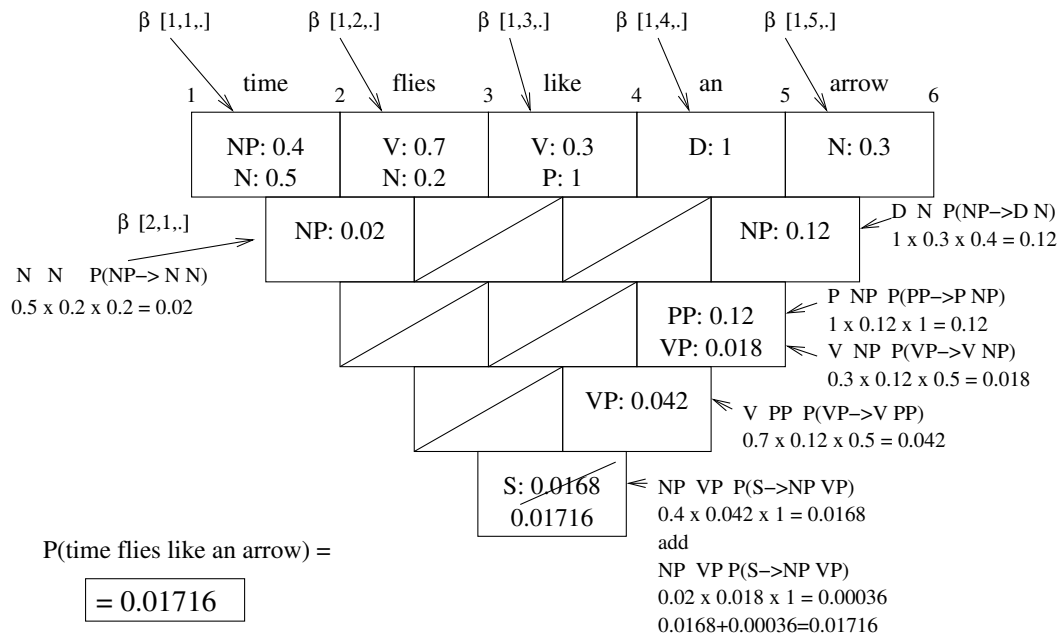 β [1,1,.] β [1,2,.] β [1,3,.] β [1,4,.] β [1,5,.]
time flies like an arrow
1 2 3 4 5 6
NP: 0.4 V: 0.7 V: 0.3 D: 1 N: 0.3
N: 0.5 N: 0.2 P: 1
β [2,1,.]
NP: 0.02 NP: 0.12
D N P(NP->D N)
1 x 0.3 x 0.4 = 0.12
N N P(NP-> N N)
0.5 x 0.2 x 0.2 = 0.02
PP: 0.12
VP: 0.018
P NP P(PP->P NP)
1 x 0.12 x 1 = 0.12
V NP P(VP->V NP)
0.3 x 0.12 x 0.5 = 0.018
VP: 0.042
V PP P(VP->V PP)
0.7 x 0.12 x 0.5 = 0.042
S: 0.0168
0.01716
NP VP P(S->NP VP)
0.4 x 0.042 x 1 = 0.0168
add
NP VP P(S->NP VP)
0.02 x 0.018 x 1 = 0.00036
0.0168+0.00036=0.01716
P(time flies like an arrow) =
= 0.01716